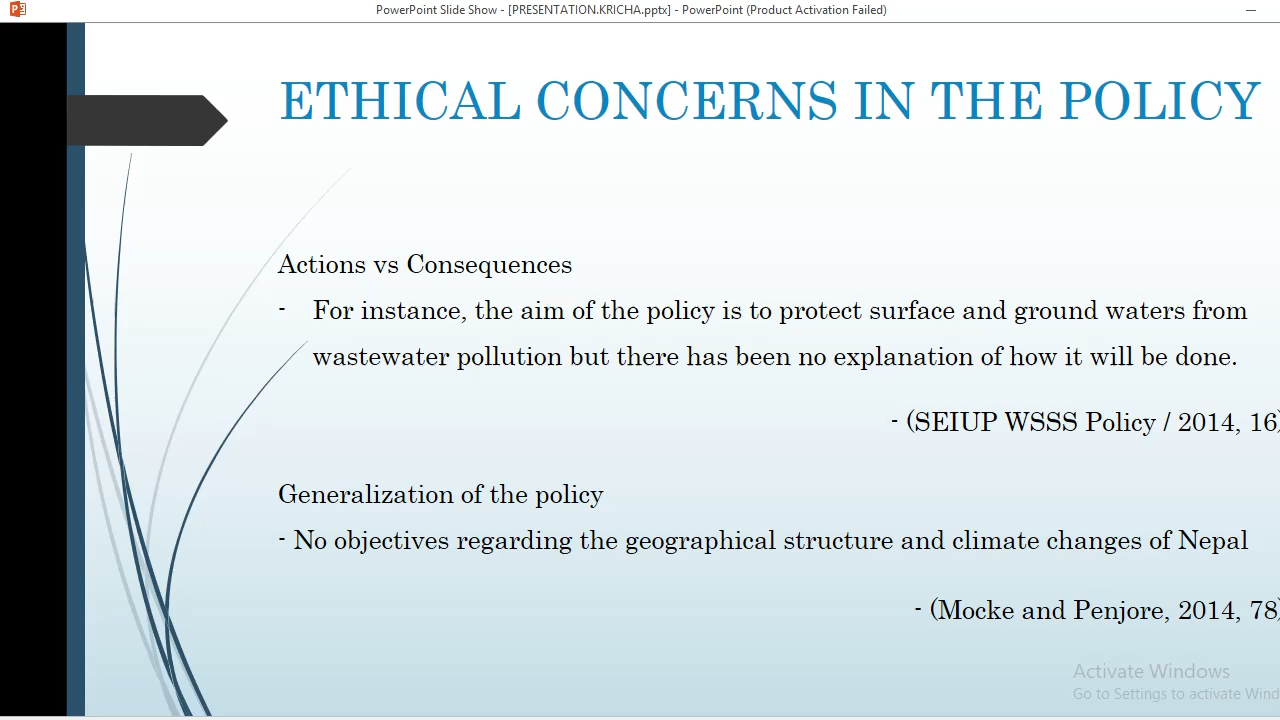 PowerPoint Slide Show - [PRESENTATION.KRICHA.pptx] - PowerPoint (Product Activation Failed)
ETHICAL CONCERNS IN THE POLICY
Actions vs Consequences
- For instance, the aim of the policy is to protect surface and ground waters from
wastewater pollution but there has been no explanation of how it will be done.
- (SEIUP WSSS Policy / 2014, 16)
Generalization of the policy
- No objectives regarding the geographical structure and climate changes of Nepal
- (Mocke and Penjore, 2014, 78)
Activate Windows
Go to Settings to activate Wind